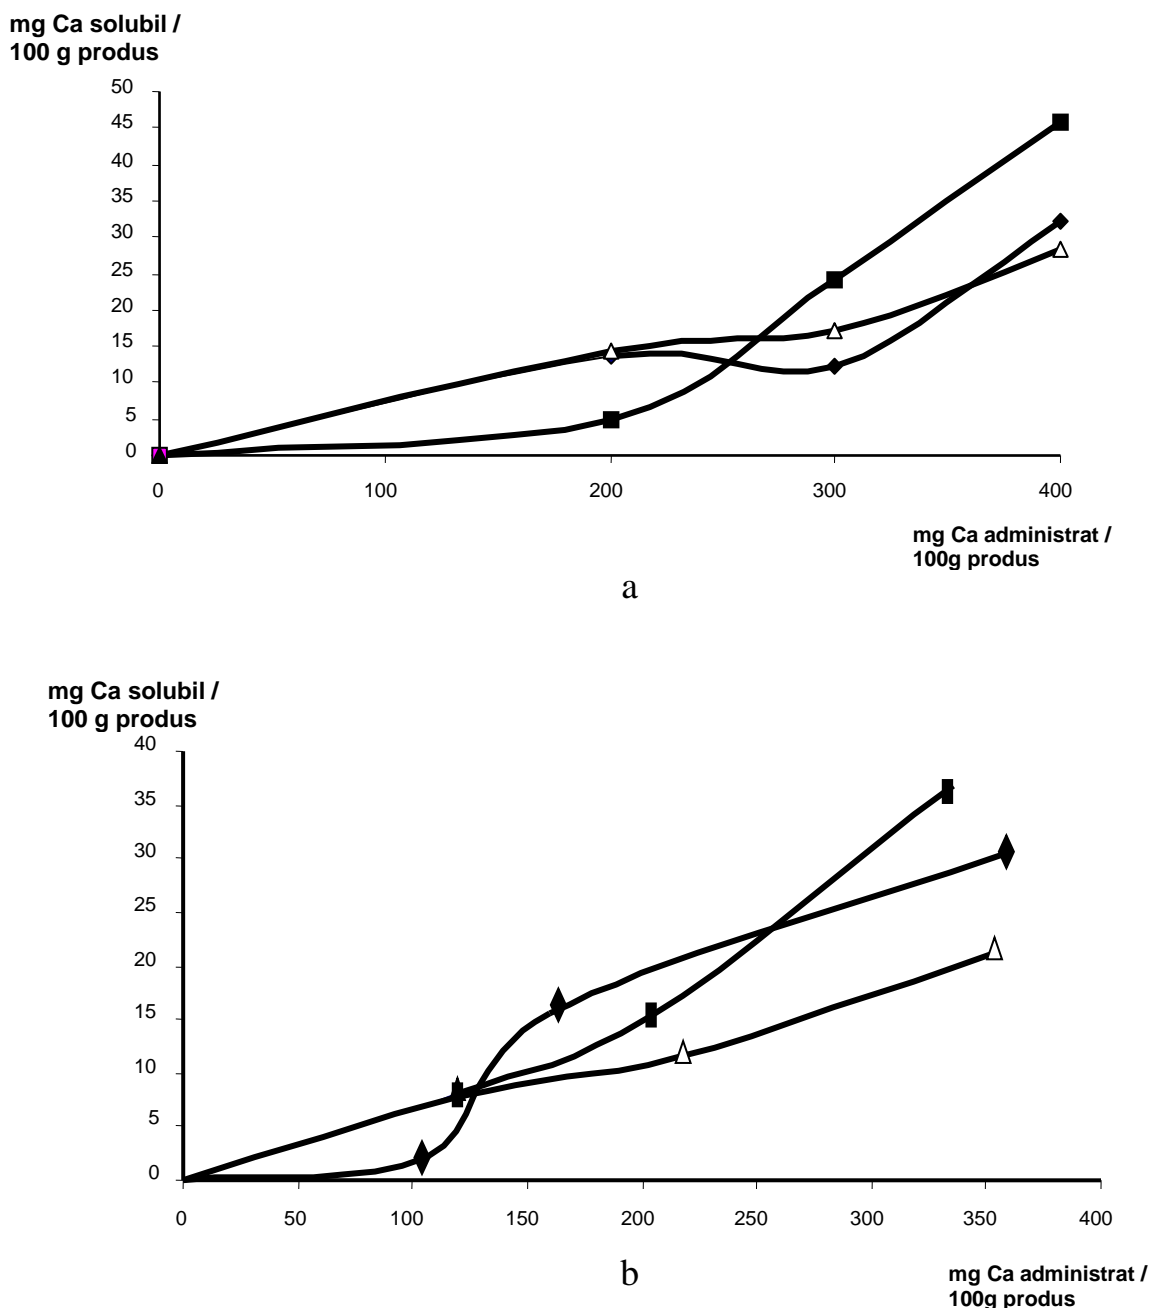 mg Ca solubil /
100 g produs
50
45
40
35
30
25
20
15
10
5
0
0 100 200 300 400
mg Ca administrat /
100g produs
a
mg Ca solubil /
100 g produs
40
35
30
25
20
15
10
5
0
0 50 100 150 200 250 300 350 400
b
mg Ca administrat /
100g produs